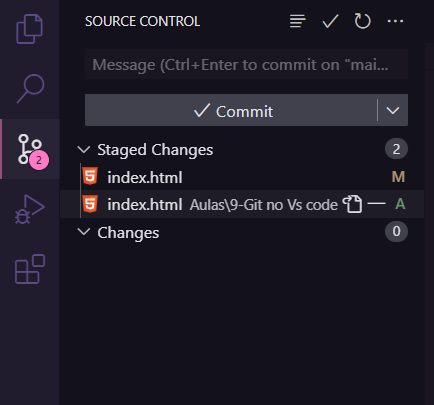 SOURCE CONTROL
Message (Ctrl+Enter to commit on "mai...
Commit
Staged Changes 2
index.html M
index.html Aulas\9-Git no Vs code A
Changes 0
2